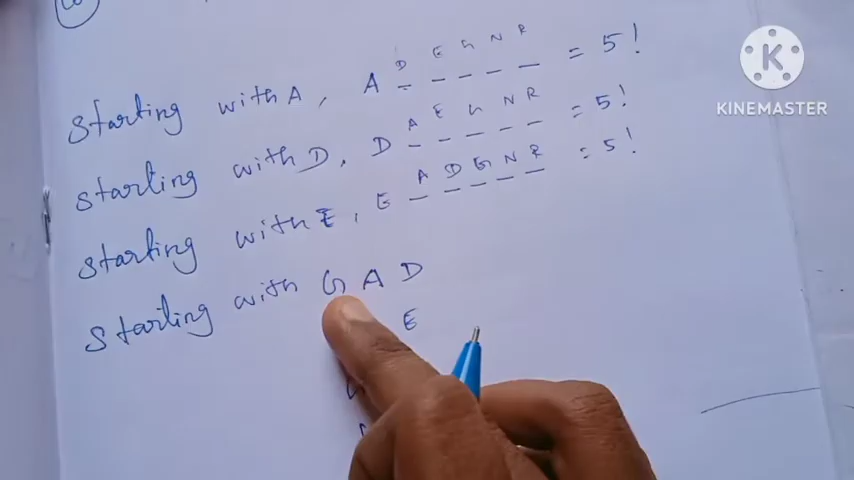 Starting with A, A D E G N R _ _ _ _ _ = 5!
Starting with D, D A E G N R _ _ _ _ _ = 5!
Starting with E, E A D G N R _ _ _ _ _ = 5!
Starting with G A D
E
K
KINEMASTER